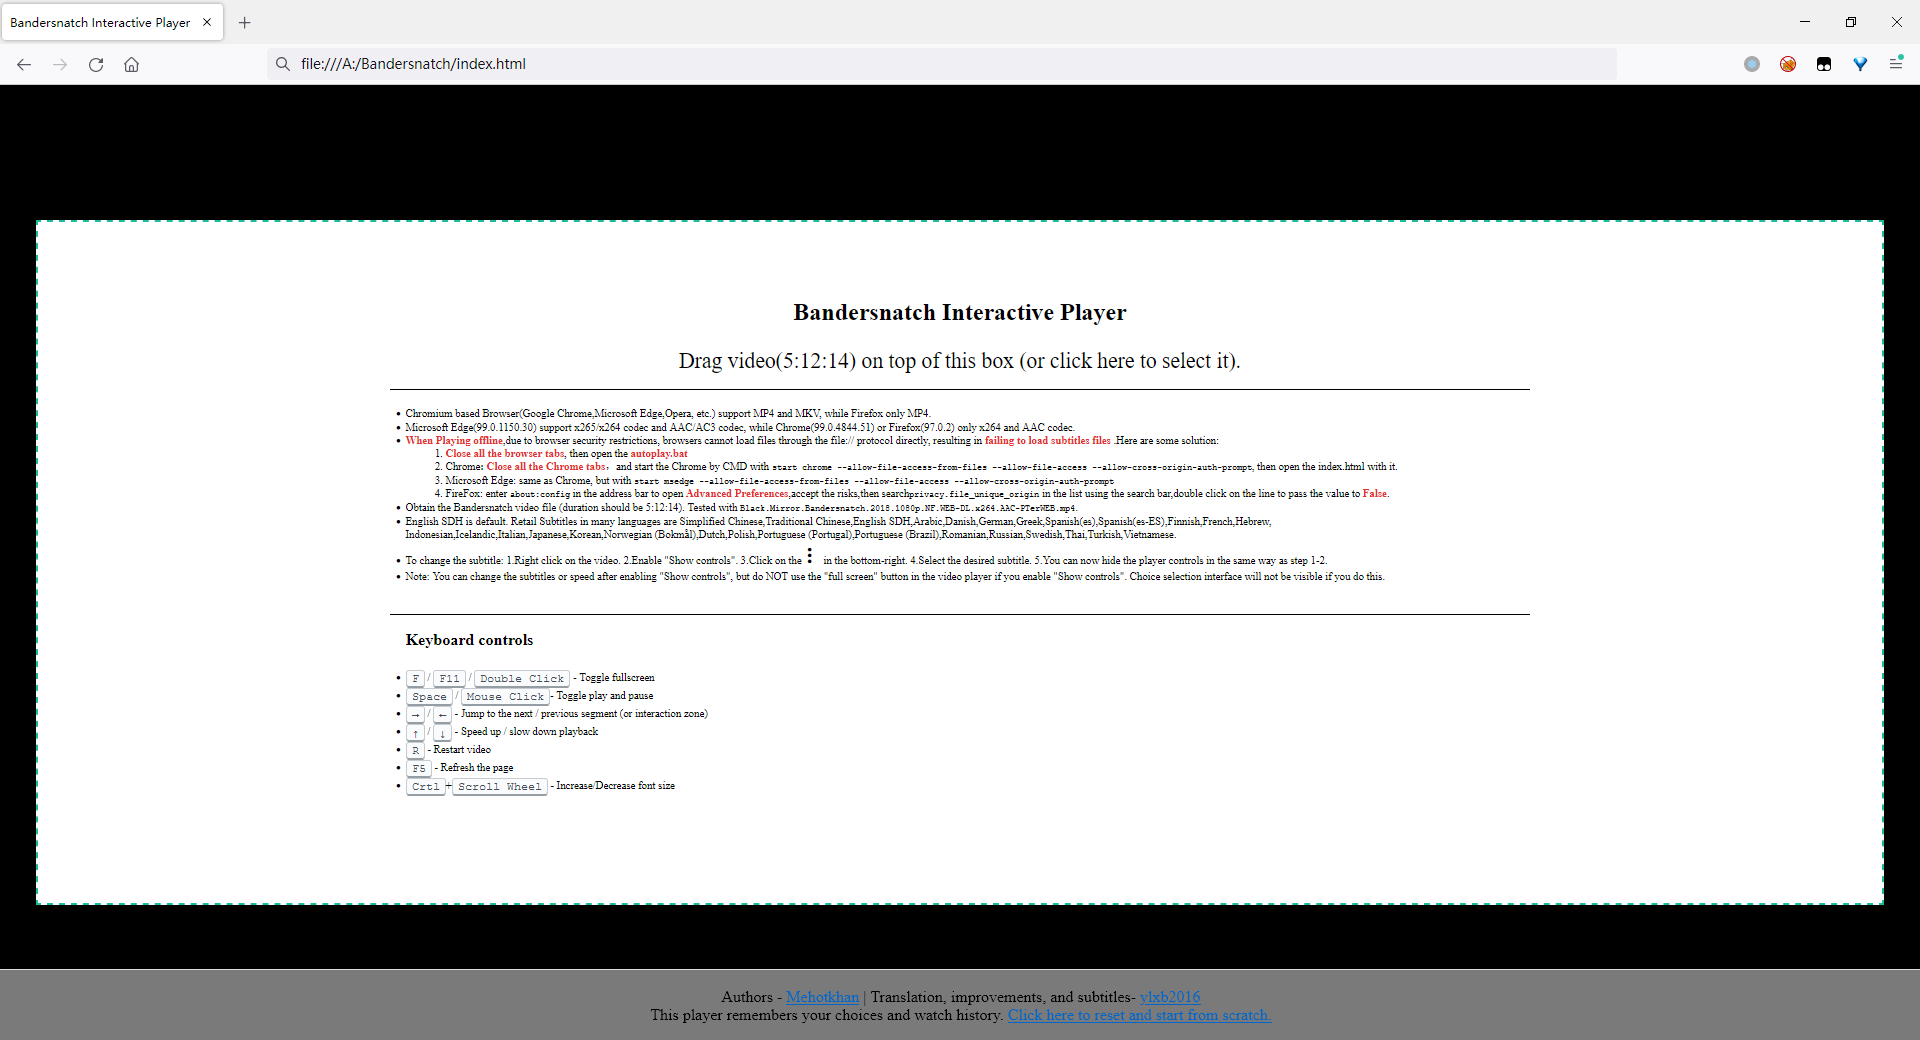 Bandersnatch Interactive Player
file:///A:/Bandersnatch/index.html
Bandersnatch Interactive Player
Drag video(5:12:14) on top of this box (or click here to select it).
Chromium based Browser(Google Chrome,Microsoft Edge,Opera, etc.) support MP4 and MKV, while Firefox only MP4.
Microsoft Edge(99.0.1150.30) support x265/x264 codec and AAC/AC3 codec, while Chrome(99.0.4844.51) or Firefox(97.0.2) only x264 and AAC codec.
When Playing offline,due to browser security restrictions, browsers cannot load files through the file:// protocol directly, resulting in failing to load subtitles files .Here are some solution:
1. Close all the browser tabs, then open the autoplay.bat
2. Chrome: Close all the Chrome tabs，and start the Chrome by CMD with start chrome --allow-file-access-from-files --allow-file-access --allow-cross-origin-auth-prompt, then open the index.html with it.
3. Microsoft Edge: same as Chrome, but with start msedge --allow-file-access-from-files --allow-file-access --allow-cross-origin-auth-prompt
4. FireFox: enter about:config in the address bar to open Advanced Preferences,accept the risks,then searchprivacy.file_unique_origin in the list using the search bar,double click on the line to pass the value to False.
Obtain the Bandersnatch video file (duration should be 5:12:14). Tested with Black.Mirror.Bandersnatch.2018.1080p.NF.WEB-DL.x264.AAC-PTerWEB.mp4.
English SDH is default. Retail Subtitles in many languages are Simplified Chinese,Traditional Chinese,English SDH,Arabic,Danish,German,Greek,Spanish(es),Spanish(es-ES),Finnish,French,Hebrew,
Indonesian,Icelandic,Italian,Japanese,Korean,Norwegian (Bokmål),Dutch,Polish,Portuguese (Portugal),Portuguese (Brazil),Romanian,Russian,Swedish,Thai,Turkish,Vietnamese.
To change the subtitle: 1.Right click on the video. 2.Enable "Show controls". 3.Click on the ⋮ in the bottom-right. 4.Select the desired subtitle. 5.You can now hide the player controls in the same way as step 1-2.
Note: You can change the subtitles or speed after enabling "Show controls", but do NOT use the "full screen" button in the video player if you enable "Show controls". Choice selection interface will not be visible if you do this.
Keyboard controls
F / F11 / Double Click - Toggle fullscreen
Space / Mouse Click - Toggle play and pause
→ / ← - Jump to the next / previous segment (or interaction zone)
↑ / ↓ - Speed up / slow down playback
R - Restart video
F5 - Refresh the page
Crtl+Scroll Wheel - Increase/Decrease font size
Authors - Mehotkhan | Translation, improvements, and subtitles- ylxb2016
This player remembers your choices and watch history. Click here to reset and start from scratch.